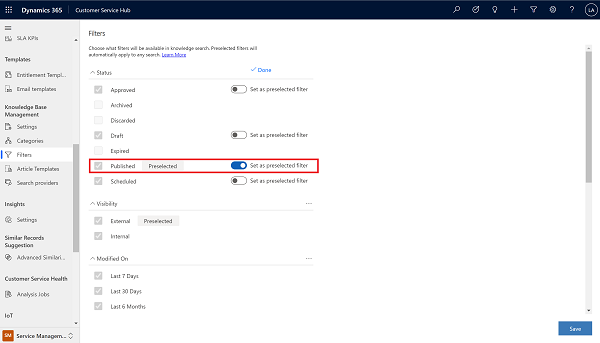 Dynamics 365
Customer Service Hub
LA
SLA KPIs
Templates
Entitlement Templ...
Email templates
Knowledge Base
Management
Settings
Categories
Filters
Article Templates
Search providers
Insights
Settings
Similar Records
Suggestion
Advanced Similari...
Customer Service Health
Analysis Jobs
IoT
SM Service Managem...
Filters
Choose what filters will be available in knowledge search. Preselected filters will
automatically apply to any search. Learn More
Status
Done
Approved Set as preselected filter
Archived
Discarded
Draft Set as preselected filter
Expired
Published Preselected Set as preselected filter
Scheduled Set as preselected filter
Visibility ...
External Preselected
Internal
Modified On ...
Last 7 Days
Last 30 Days
Last 6 Months
Save